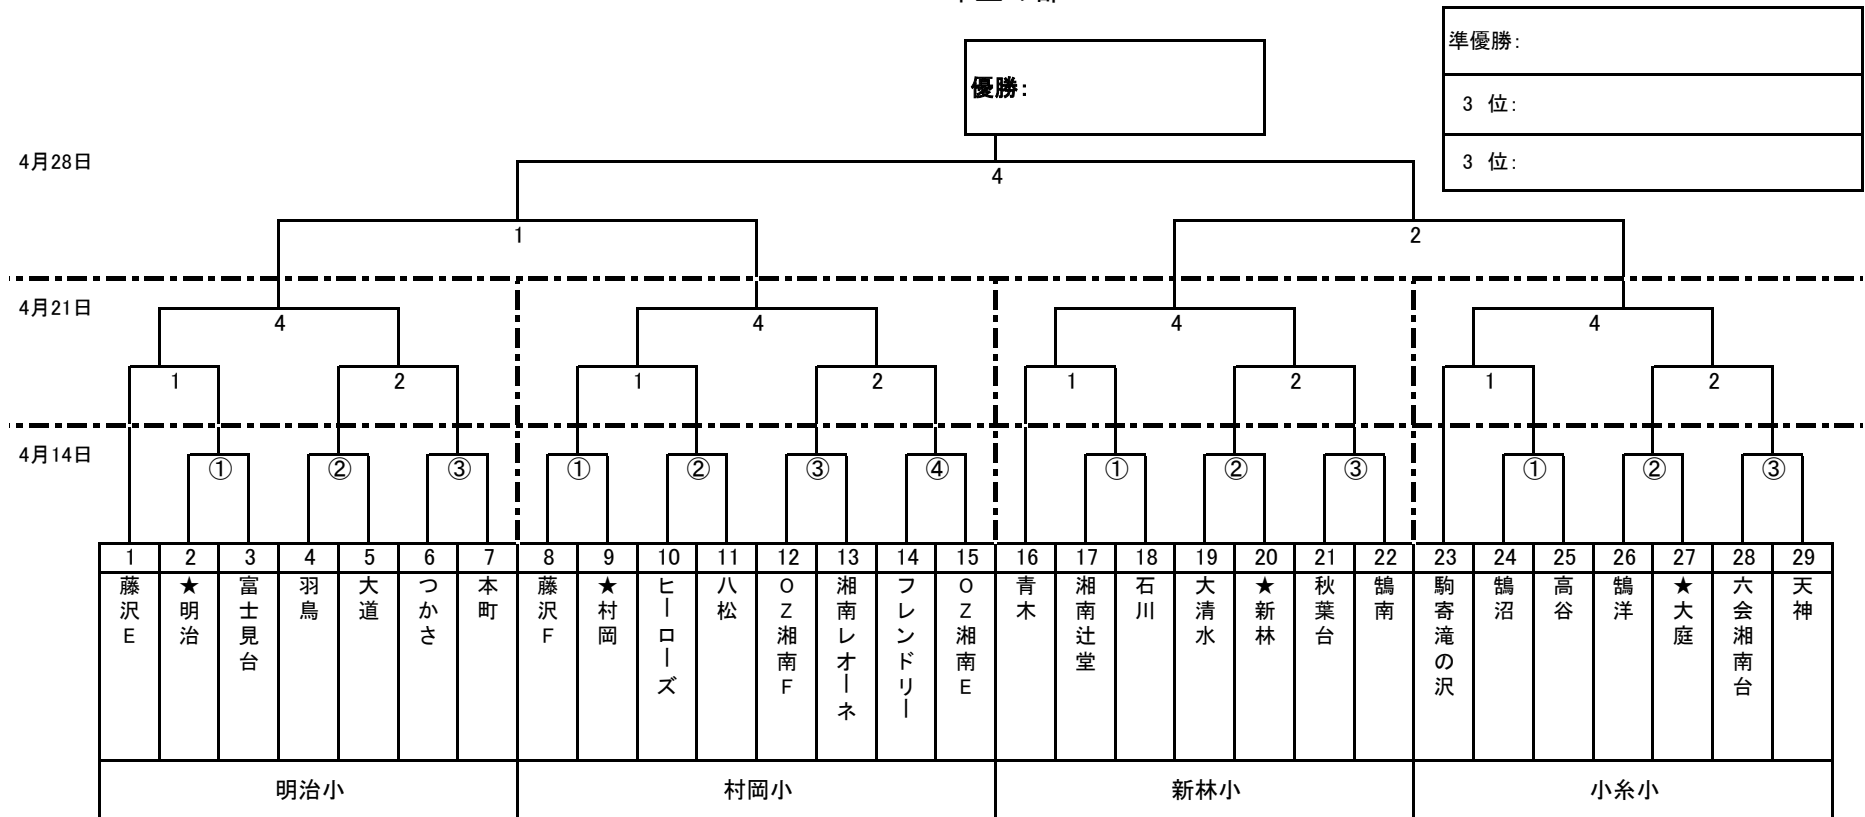 準優勝：
優勝：
3 位：
3 位：
4月28日
4
1
2
4月21日
4
4
4
4
1
2
1
2
1
2
1
2
4月14日
①
②
③
①
②
③
④
①
②
③
①
②
③
1 2 3 4 5 6 7 8 9 10 11 12 13 14 15 16 17 18 19 20 21 22 23 24 25 26 27 28 29
藤沢E
★明治
富士見台
羽鳥
大道
つかさ
本町
藤沢F
★村岡
ヒーローズ
八松
OZ湘南F
湘南レオーネ
フレンドリー
OZ湘南E
青木
湘南辻堂
石川
大清水
★新林
秋葉台
鵠南
駒寄滝の沢
鵠沼
高谷
鵠洋
★大庭
六会湘南台
天神
明治小
村岡小
新林小
小糸小